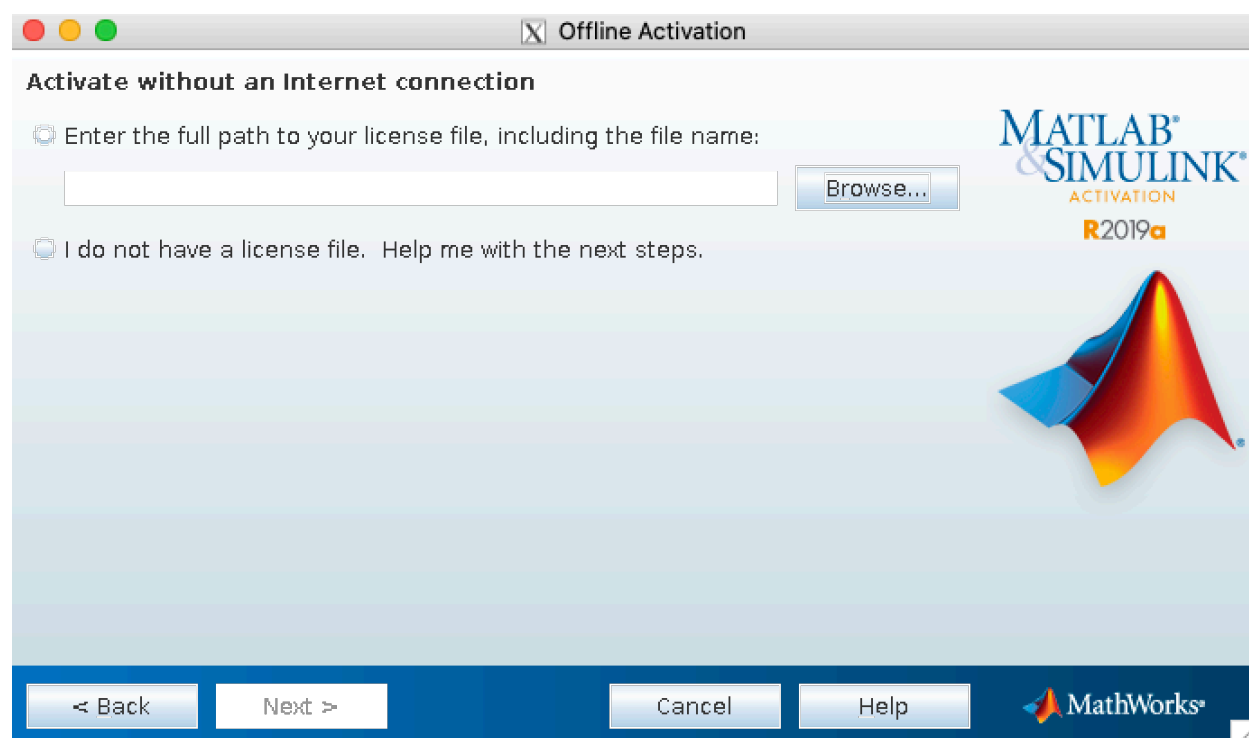 Offline Activation
Activate without an Internet connection
Enter the full path to your license file, including the file name:
Browse...
I do not have a license file. Help me with the next steps.
MATLAB®
&SIMULINK®
ACTIVATION
R2019a
®
< Back
Next >
Cancel
Help
MathWorks®